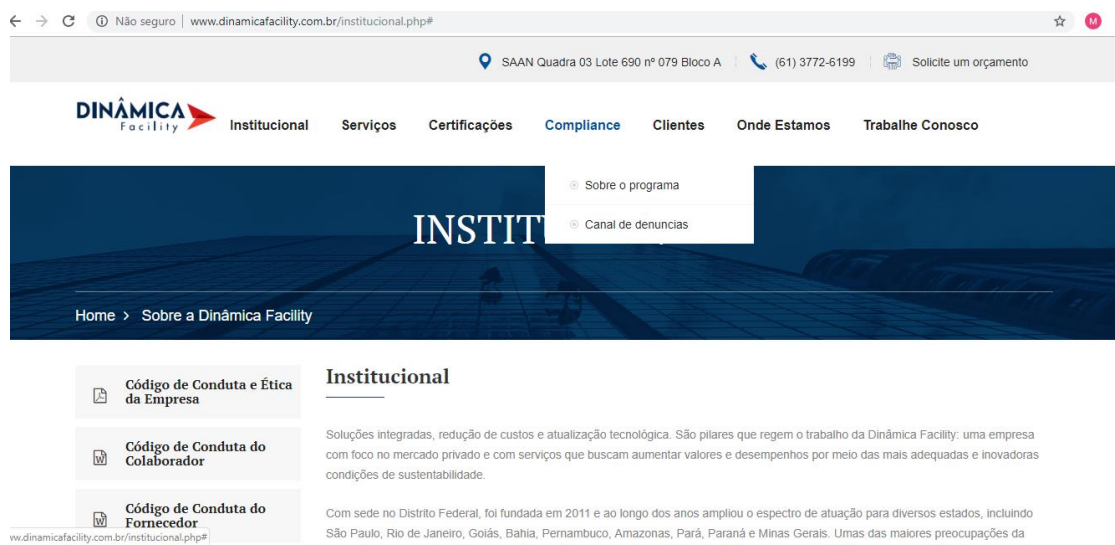 Não seguro | www.dinamicafacility.com.br/institucional.php#
M
SAAN Quadra 03 Lote 690 nº 079 Bloco A
(61) 3772-6199
Solicite um orçamento
DINÂMICA
Facility
Institucional Serviços Certificações Compliance Clientes Onde Estamos Trabalhe Conosco
Sobre o programa
Canal de denuncias
INSTIT
Home > Sobre a Dinâmica Facility
Código de Conduta e Ética
da Empresa
Código de Conduta do
Colaborador
Código de Conduta do
Fornecedor
Institucional
Soluções integradas, redução de custos e atualização tecnológica. São pilares que regem o trabalho da Dinâmica Facility: uma empresa
com foco no mercado privado e com serviços que buscam aumentar valores e desempenhos por meio das mais adequadas e inovadoras
condições de sustentabilidade.
Com sede no Distrito Federal, foi fundada em 2011 e ao longo dos anos ampliou o espectro de atuação para diversos estados, incluindo
São Paulo, Rio de Janeiro, Goiás, Bahia, Pernambuco, Amazonas, Pará, Paraná e Minas Gerais. Umas das maiores preocupações da
ww.dinamicafacility.com.br/institucional.php#